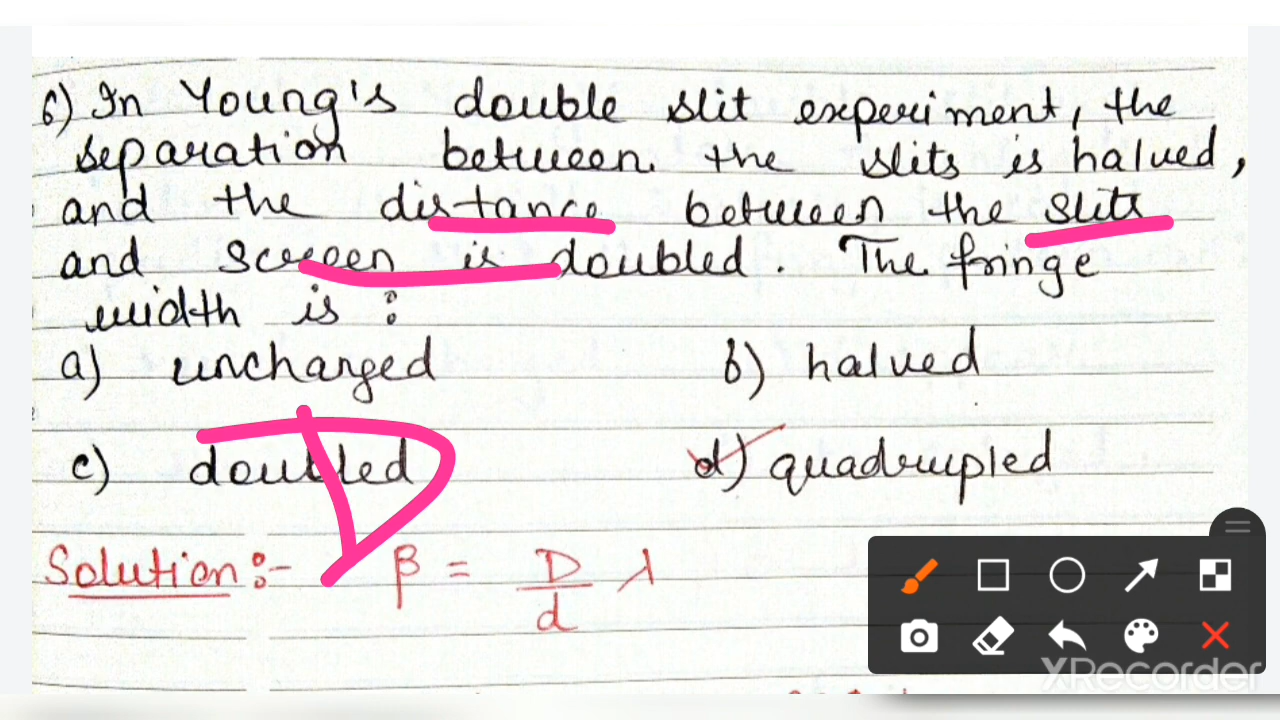 6) In Young's double slit experiment, the
separation between the slits is halved,
and the distance between the slits
and screen is doubled. The fringe
width is :
a) uncharged b) halved
D
c) doubled d) quadrupled
Solution :- β = D/d λ
XRecorder